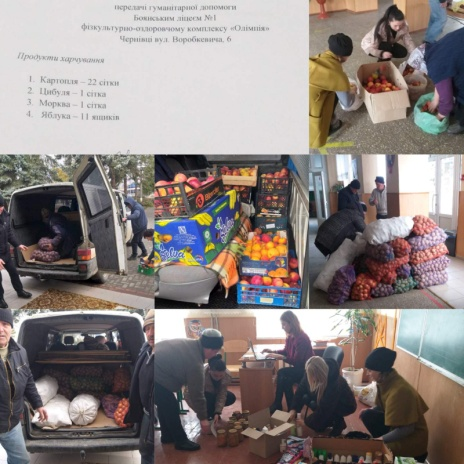 передачі гуманітарної допомоги
Боянським ліцеєм №1
фізкультурно-оздоровчому комплексу «Олімпія»
Чернівці вул. Воробкевича, 6
Продукти харчування
1. Картопля – 22 сітки
2. Цибуля – 1 сітка
3. Морква – 1 сітка
4. Яблука – 11 ящиків